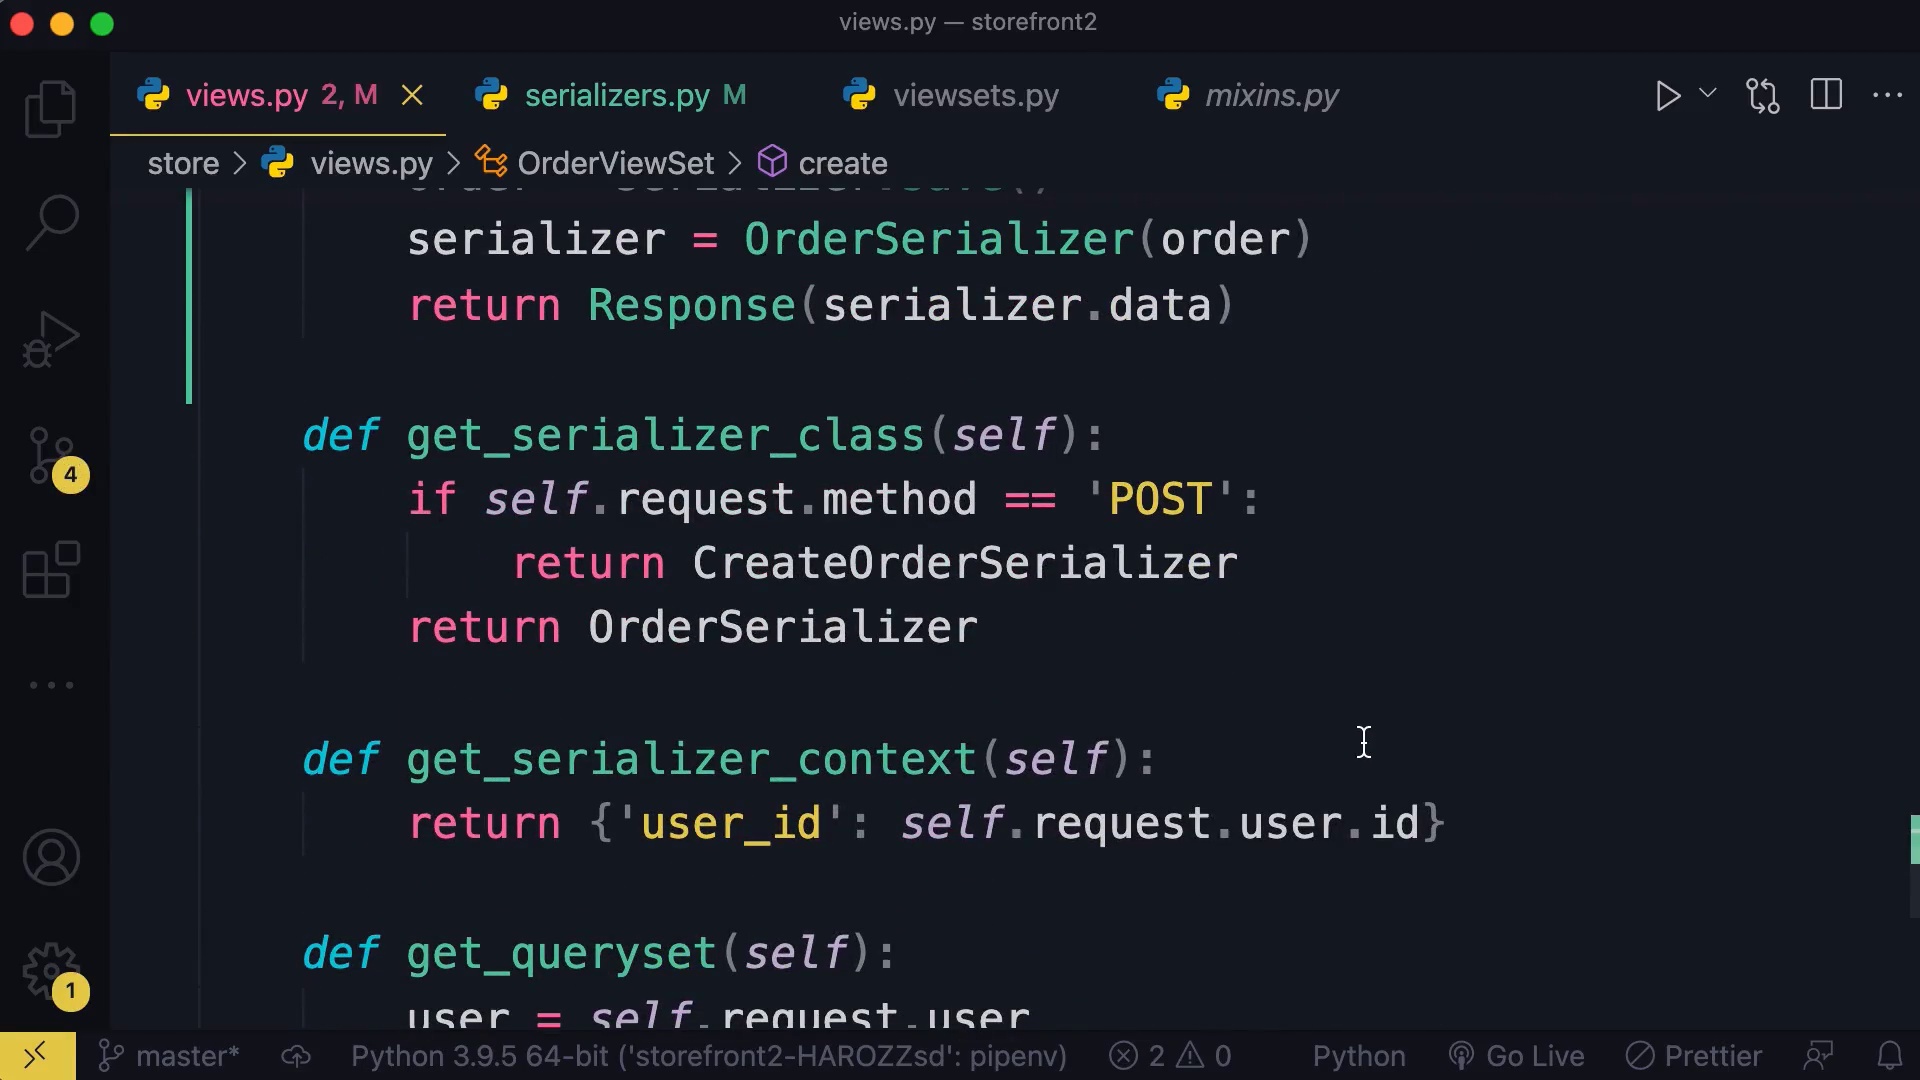 views.py — storefront2
views.py 2, M
serializers.py M
viewsets.py
mixins.py
store > views.py > OrderViewSet > create
serializer = OrderSerializer(order)
return Response(serializer.data)
def get_serializer_class(self):
if self.request.method == 'POST':
return CreateOrderSerializer
return OrderSerializer
def get_serializer_context(self):
return {'user_id': self.request.user.id}
def get_queryset(self):
user = self.request.user
4
1
master* Python 3.9.5 64-bit ('storefront2-HAROZZsd': pipenv) 2 0 Python Go Live Prettier